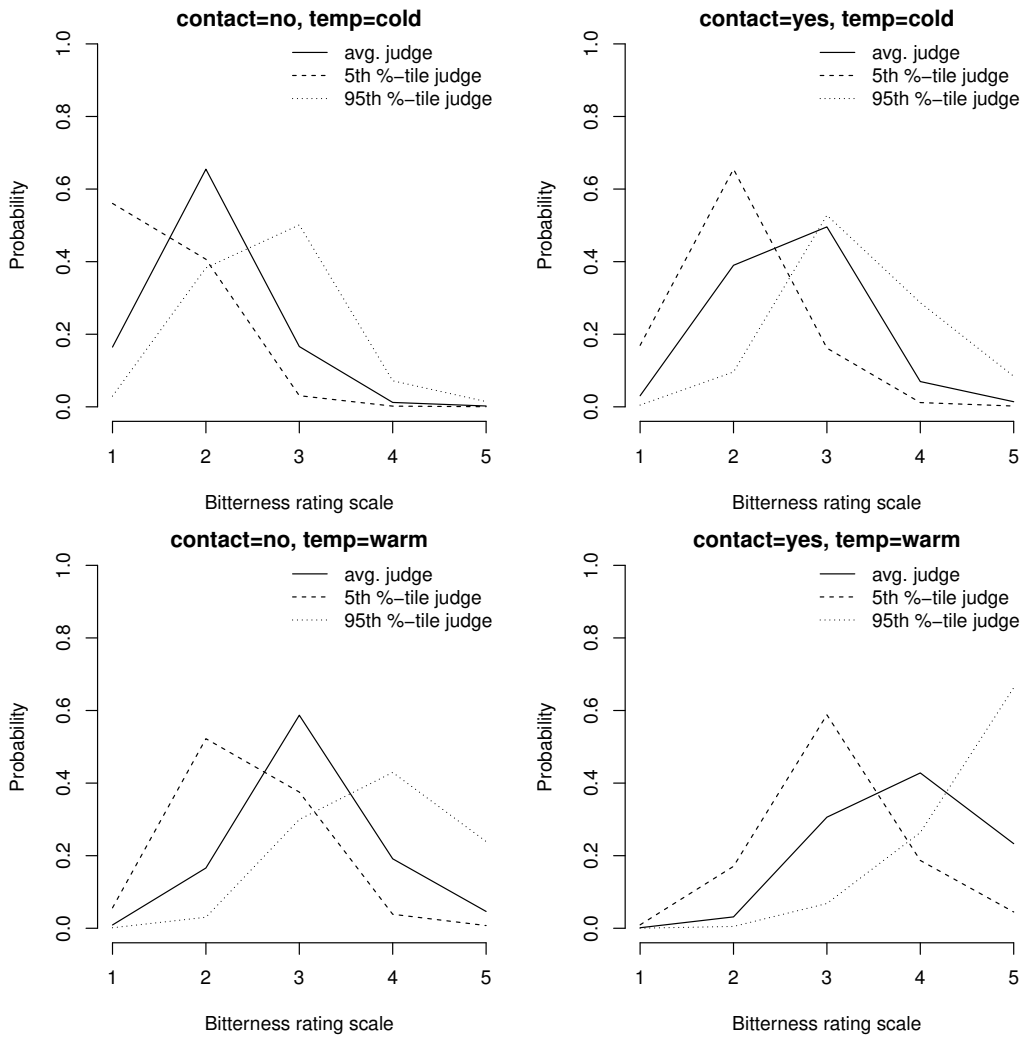 contact=no, temp=cold
avg. judge
5th %−tile judge
95th %−tile judge
Probability
1.0
0.8
0.6
0.4
0.2
0.0
1 2 3 4 5
Bitterness rating scale
contact=yes, temp=cold
avg. judge
5th %−tile judge
95th %−tile judge
Probability
1.0
0.8
0.6
0.4
0.2
0.0
1 2 3 4 5
Bitterness rating scale
contact=no, temp=warm
avg. judge
5th %−tile judge
95th %−tile judge
Probability
1.0
0.8
0.6
0.4
0.2
0.0
1 2 3 4 5
Bitterness rating scale
contact=yes, temp=warm
avg. judge
5th %−tile judge
95th %−tile judge
Probability
1.0
0.8
0.6
0.4
0.2
0.0
1 2 3 4 5
Bitterness rating scale